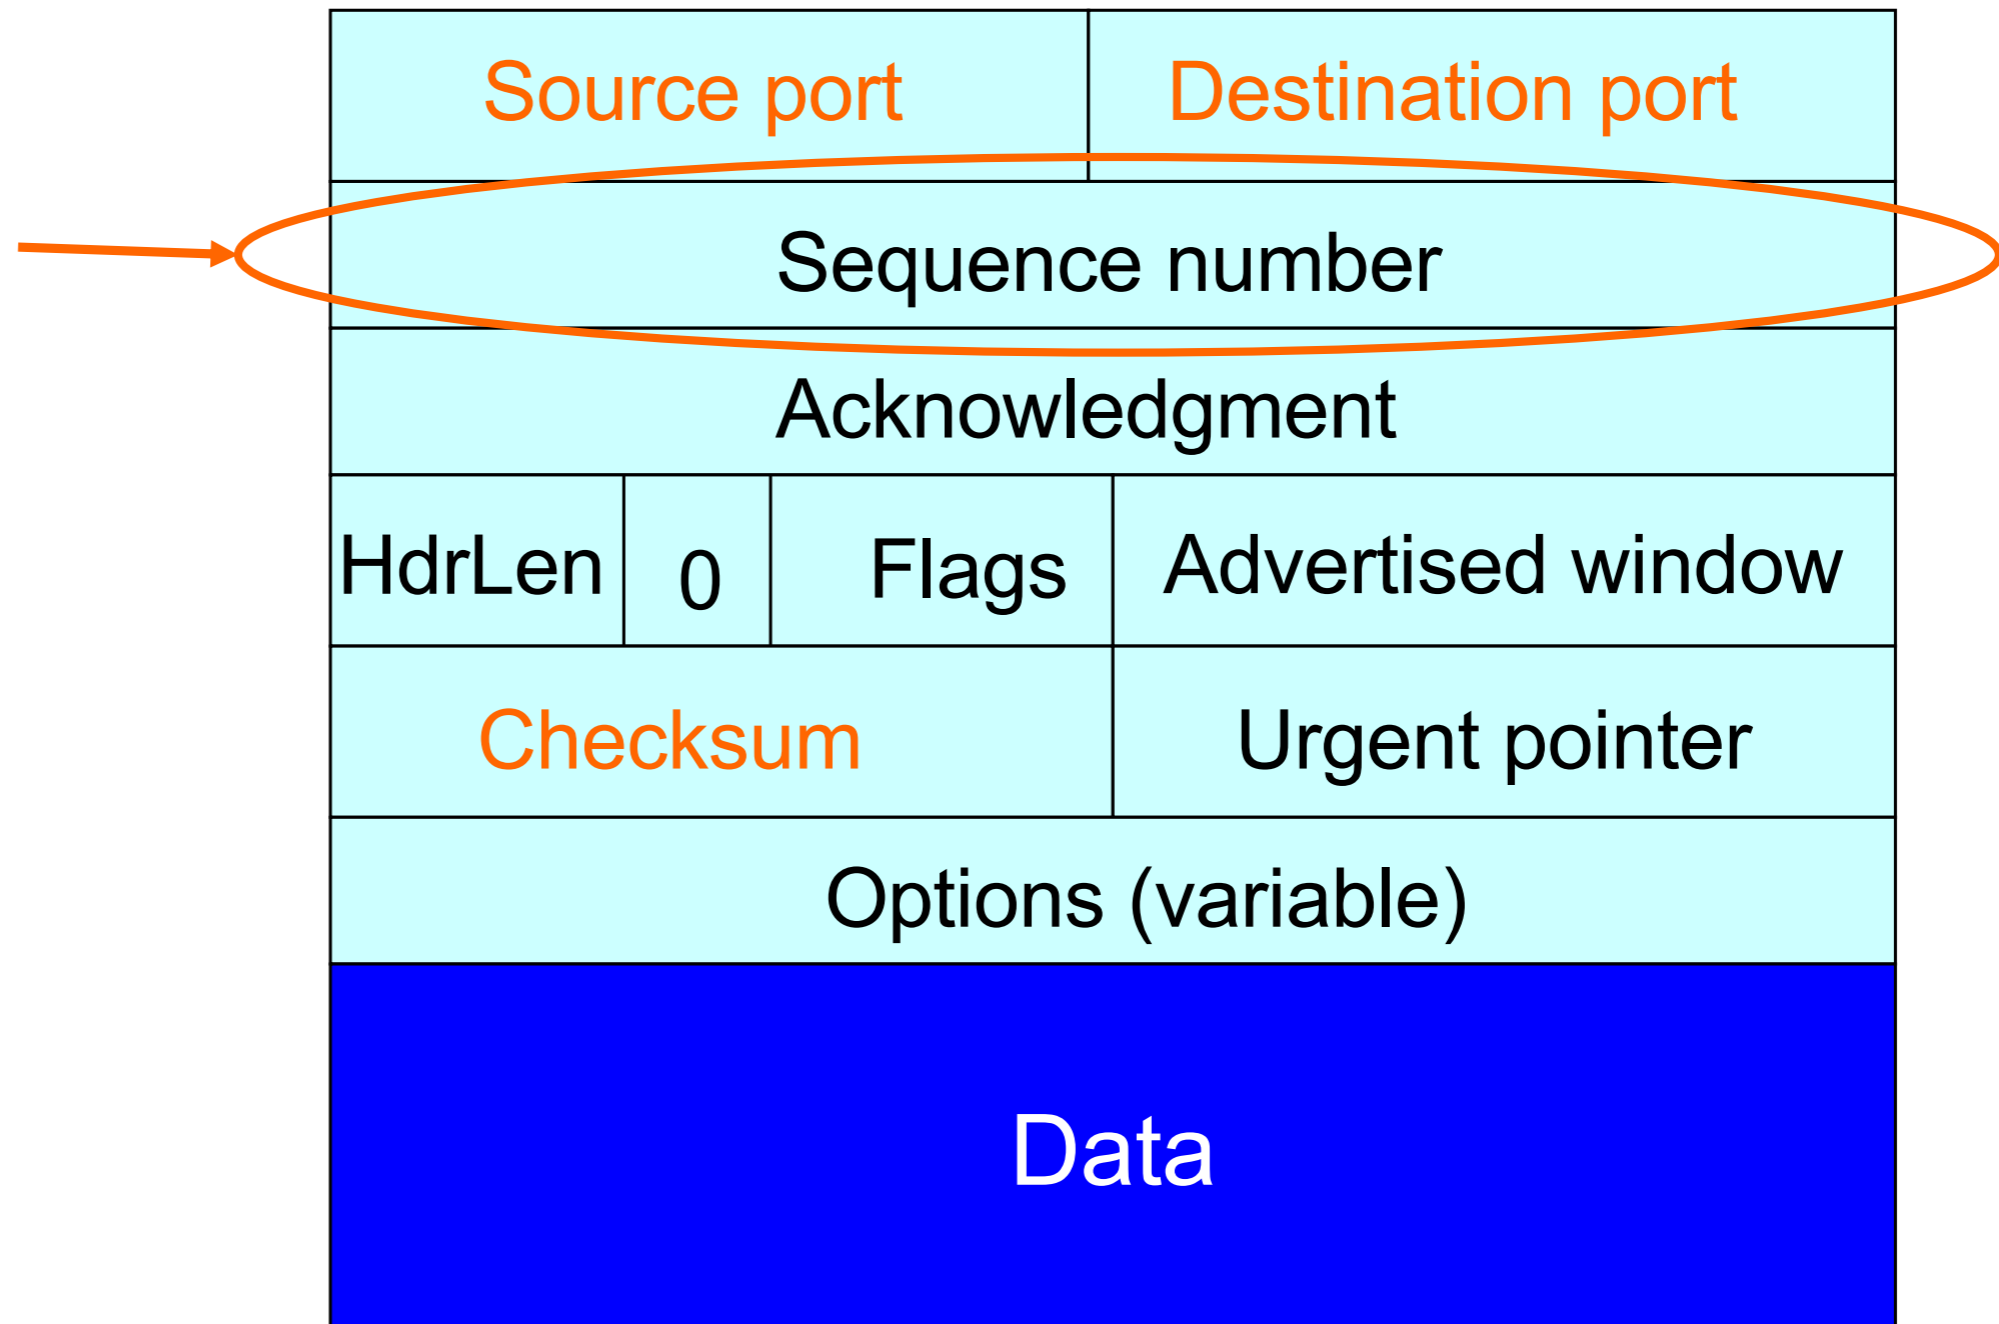 Source port Destination port
Sequence number
Acknowledgment
HdrLen 0 Flags Advertised window
Checksum Urgent pointer
Options (variable)
Data